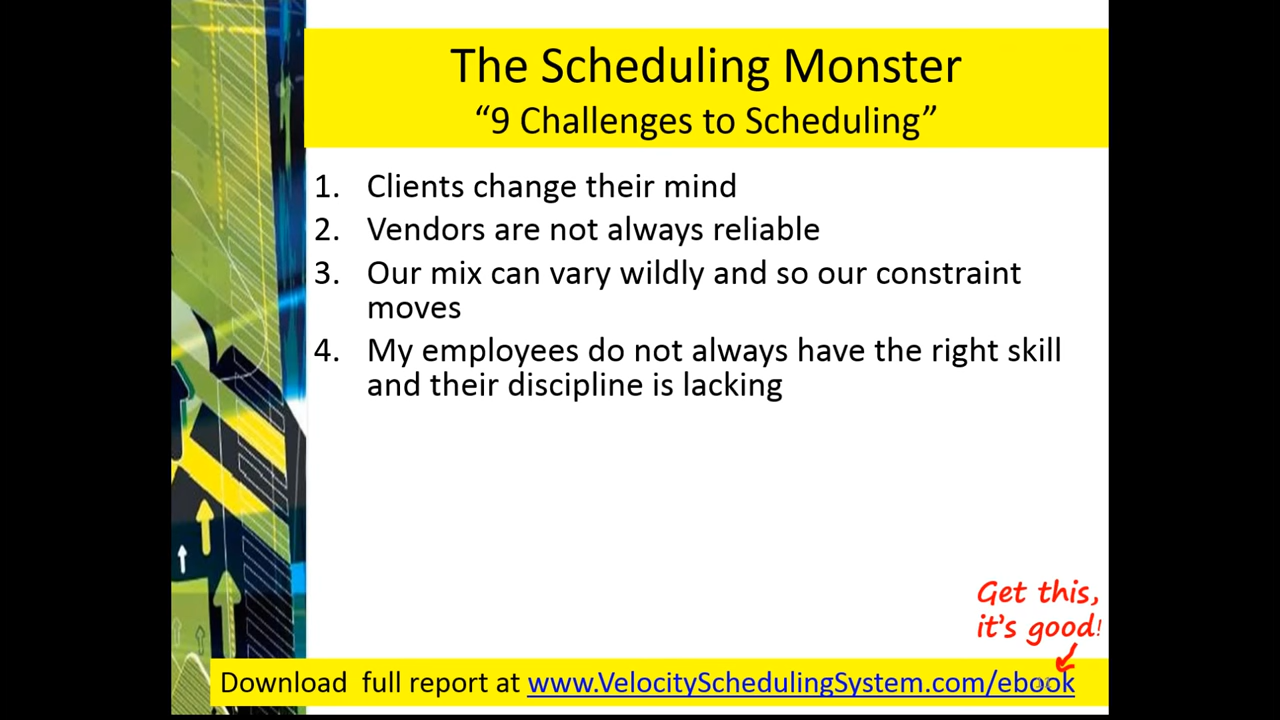 The Scheduling Monster
“9 Challenges to Scheduling”
1. Clients change their mind
2. Vendors are not always reliable
3. Our mix can vary wildly and so our constraint
moves
4. My employees do not always have the right skill
and their discipline is lacking
Get this,
it's good!
Download full report at www.VelocitySchedulingSystem.com/ebook